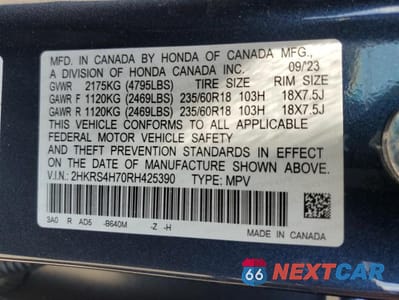 MFD. IN CANADA BY HONDA OF CANADA MFG.,
A DIVISION OF HONDA CANADA INC. 09/23
GVWR 2175KG (4795LBS) TIRE SIZE RIM SIZE
GAWR F 1120KG (2469LBS) 235/60R18 103H 18X7.5J
GAWR R 1120KG (2469LBS) 235/60R18 103H 18X7.5J
THIS VEHICLE CONFORMS TO ALL APPLICABLE
FEDERAL MOTOR VEHICLE SAFETY, BUMPER,
AND THEFT PREVENTION STANDARDS IN EFFECT
ON THE DATE OF MANUFACTURE SHOWN ABOVE.
V.I.N.: 2HKRS4H70RH425390 TYPE: MPV
3A0 R AD5 -B640M -Z -H
MADE IN CANADA
66 NEXTCAR